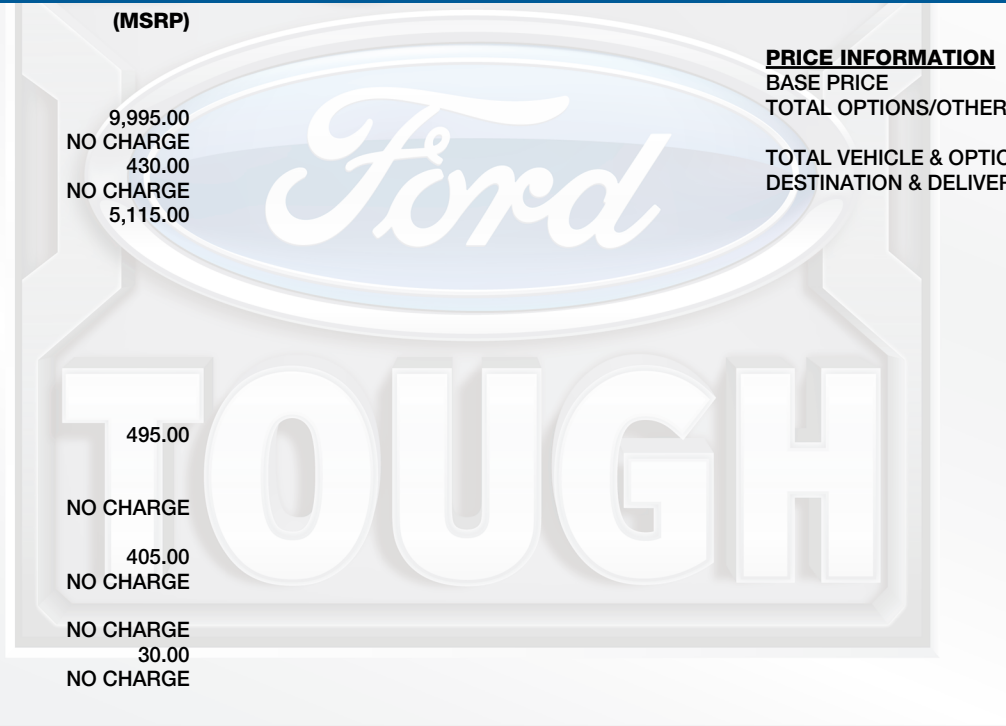 (MSRP)
9,995.00
NO CHARGE
430.00
NO CHARGE
5,115.00
495.00
NO CHARGE
405.00
NO CHARGE
NO CHARGE
30.00
NO CHARGE
PRICE INFORMATION
BASE PRICE
TOTAL OPTIONS/OTHER
TOTAL VEHICLE & OPTIO
DESTINATION & DELIVER
Ford
TOUGH